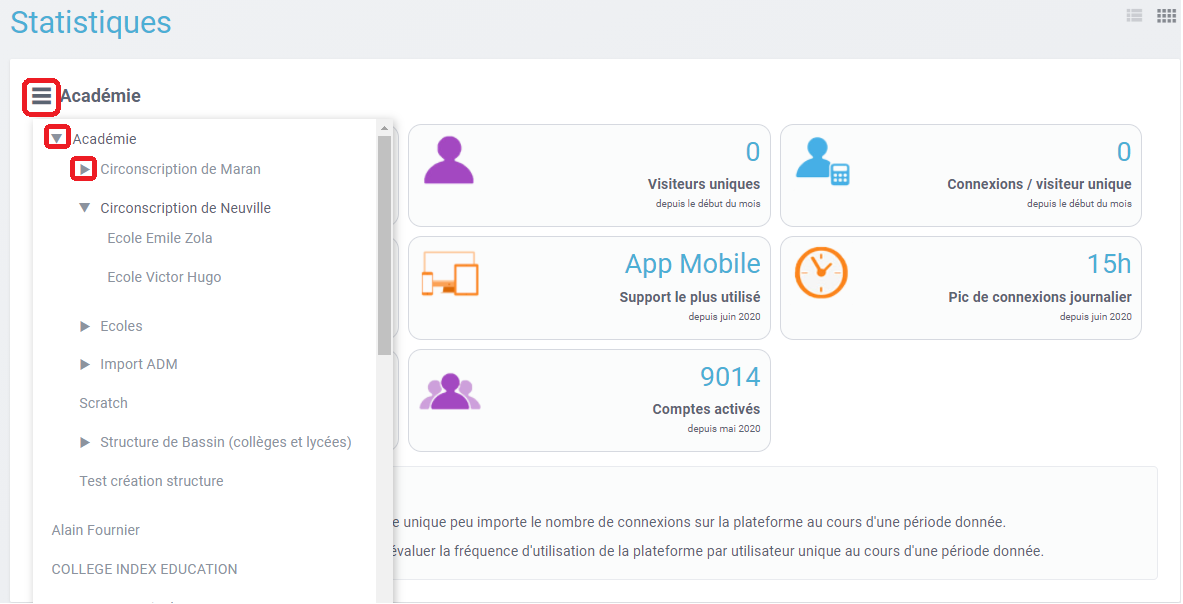 Statistiques
Académie
Académie
Circonscription de Maran
Circonscription de Neuville
Ecole Emile Zola
Ecole Victor Hugo
Ecoles
Import ADM
Scratch
Structure de Bassin (collèges et lycées)
Test création structure
Alain Fournier
COLLEGE INDEX EDUCATION
0
Visiteurs uniques
depuis le début du mois
0
Connexions / visiteur unique
depuis le début du mois
App Mobile
Support le plus utilisé
depuis juin 2020
15h
Pic de connexions journalier
depuis juin 2020
9014
Comptes activés
depuis mai 2020
e unique peu importe le nombre de connexions sur la plateforme au cours d'une période donnée.
évaluer la fréquence d'utilisation de la plateforme par utilisateur unique au cours d'une période donnée.